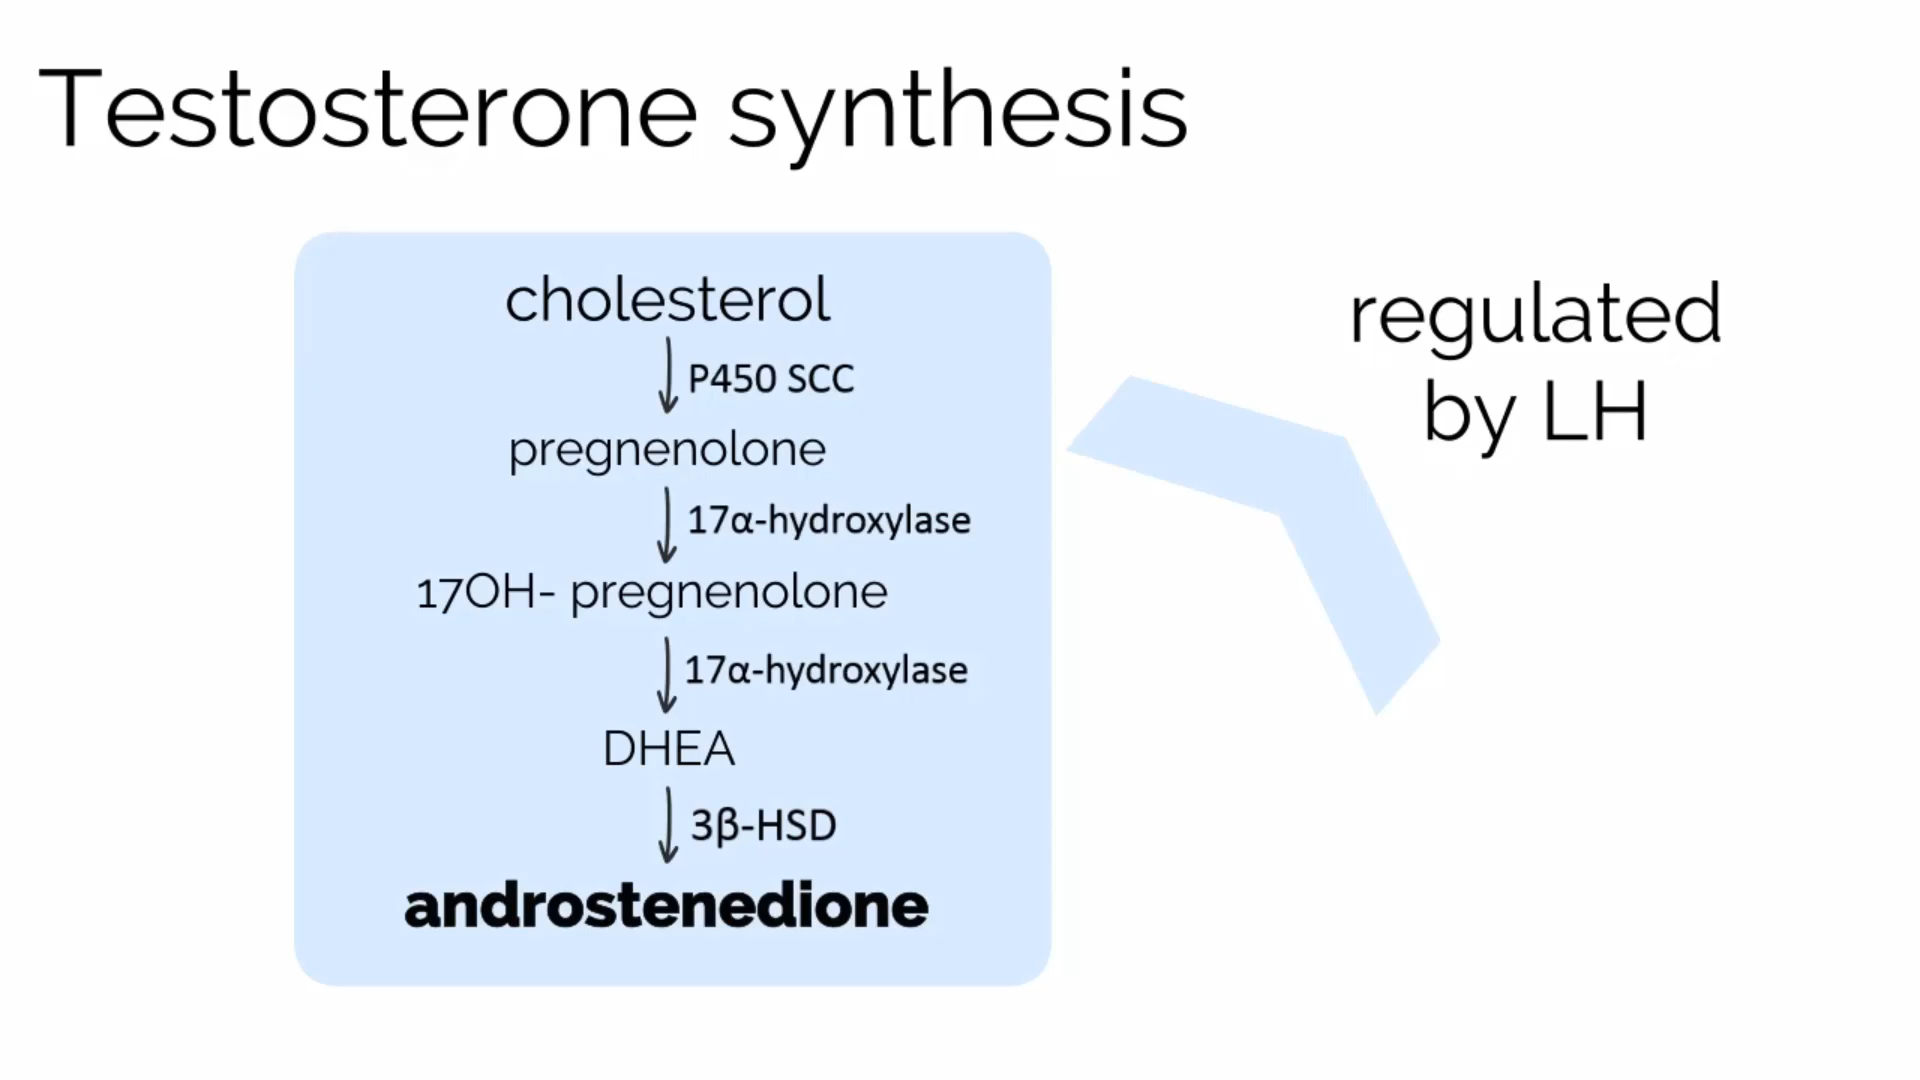 Testosterone synthesis
cholesterol
P450 SCC
pregnenolone
17α-hydroxylase
17OH- pregnenolone
17α-hydroxylase
DHEA
3β-HSD
androstenedione
regulated
by LH